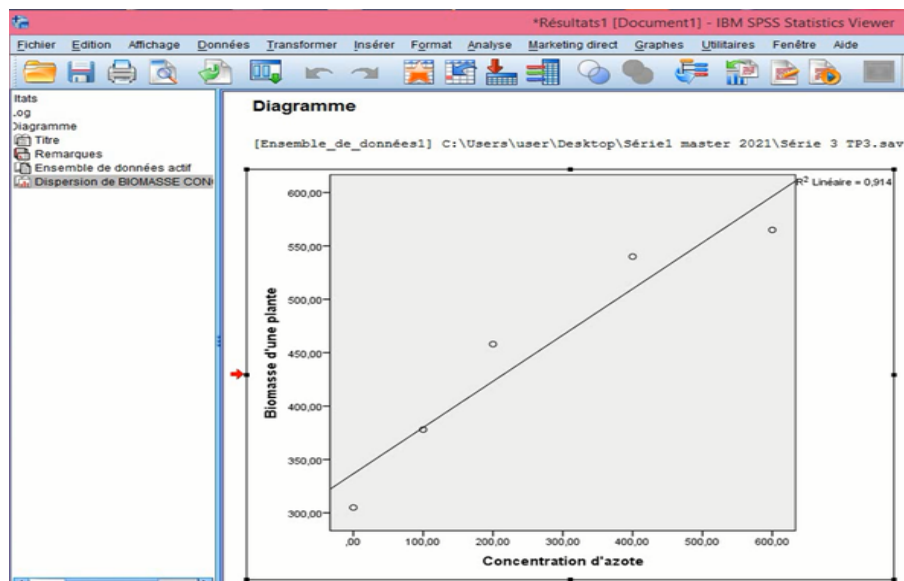 *Résultats1 [Document1] - IBM SPSS Statistics Viewer
Fichier Edition Affichage Données Transformer Insérer Format Analyse Marketing direct Graphes Utilitaires Fenêtre Aide
ltats
.og
Diagramme
Titre
Remarques
Ensemble de données actif
Dispersion de BIOMASSE CON
Diagramme
[Ensemble_de_données1] C:\Users\user\Desktop\Série1 master 2021\Série 3 TP3.sav
R² Linéaire = 0,914
600,00
550,00
500,00
450,00
400,00
350,00
300,00
Biomasse d'une plante
,00 100,00 200,00 300,00 400,00 500,00 600,00
Concentration d'azote